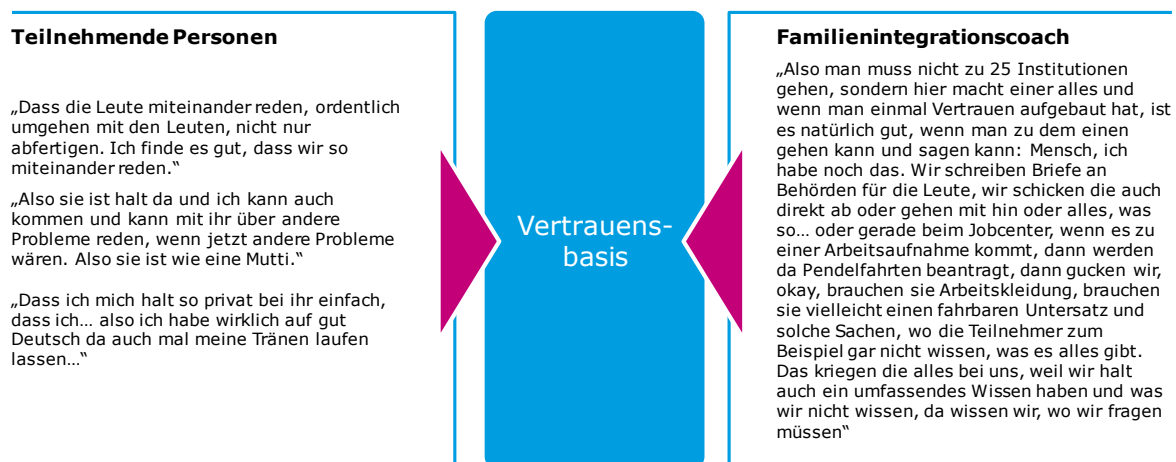 Teilnehmende Personen
„Dass die Leute miteinander reden, ordentlich
umgehen mit den Leuten, nicht nur
abfertigen. Ich finde es gut, dass wir so
miteinander reden.“
„Also sie ist halt da und ich kann auch
kommen und kann mit ihr über andere
Probleme reden, wenn jetzt andere Probleme
wären. Also sie ist wie eine Mutti.“
„Dass ich mich halt so privat bei ihr einfach,
dass ich… also ich habe wirklich auf gut
Deutsch da auch mal meine Tränen laufen
lassen…“
Vertrauens-
basis
Familienintegrationscoach
„Also man muss nicht zu 25 Institutionen
gehen, sondern hier macht einer alles und
wenn man einmal Vertrauen aufgebaut hat, ist
es natürlich gut, wenn man zu dem einen
gehen kann und sagen kann: Mensch, ich
habe noch das. Wir schreiben Briefe an
Behörden für die Leute, wir schicken die auch
direkt ab oder gehen mit hin oder alles, was
so… oder gerade beim Jobcenter, wenn es zu
einer Arbeitsaufnahme kommt, dann werden
da Pendelfahrten beantragt, dann gucken wir,
okay, brauchen sie Arbeitskleidung, brauchen
sie vielleicht einen fahrbaren Untersatz und
solche Sachen, wo die Teilnehmer zum
Beispiel gar nicht wissen, was es alles gibt.
Das kriegen die alles bei uns, weil wir halt
auch ein umfassendes Wissen haben und was
wir nicht wissen, da wissen wir, wo wir fragen
müssen“